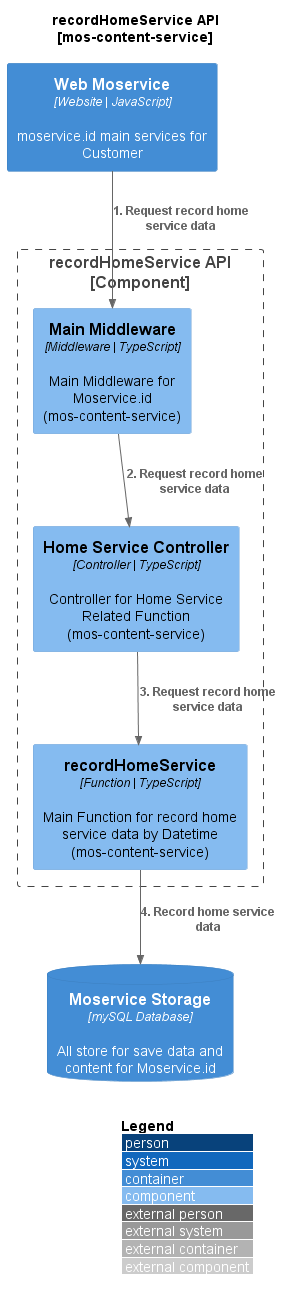 recordHomeService API
[mos-content-service]
Web Moservice
[Website | JavaScript]
moservice.id main services for
Customer
1. Request record home
service data
recordHomeService API
[Component]
Main Middleware
[Middleware | TypeScript]
Main Middleware for
Moservice.id
(mos-content-service)
2. Request record home
service data
Home Service Controller
[Controller | TypeScript]
Controller for Home Service
Related Function
(mos-content-service)
3. Request record home
service data
recordHomeService
[Function | TypeScript]
Main Function for record home
service data by Datetime
(mos-content-service)
4. Record home service
data
Moservice Storage
[mySQL Database]
All store for save data and
content for Moservice.id
Legend
person
system
container
component
external person
external system
external container
external component